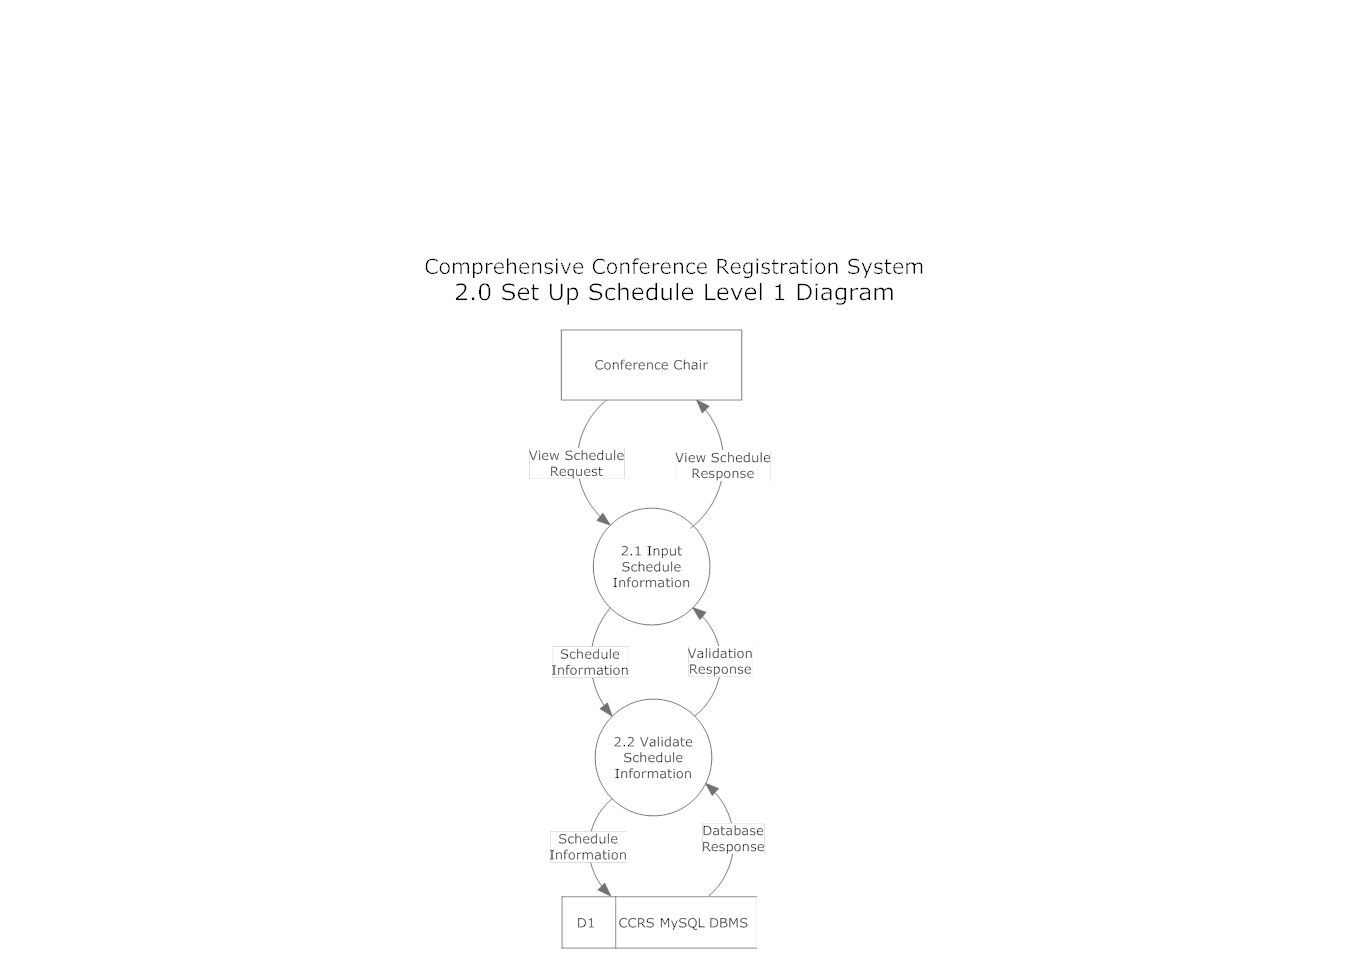 Comprehensive Conference Registration System
2.0 Set Up Schedule Level 1 Diagram
Conference Chair
View Schedule
Request
View Schedule
Response
2.1 Input
Schedule
Information
Schedule
Information
Validation
Response
2.2 Validate
Schedule
Information
Schedule
Information
Database
Response
D1
CCRS MySQL DBMS